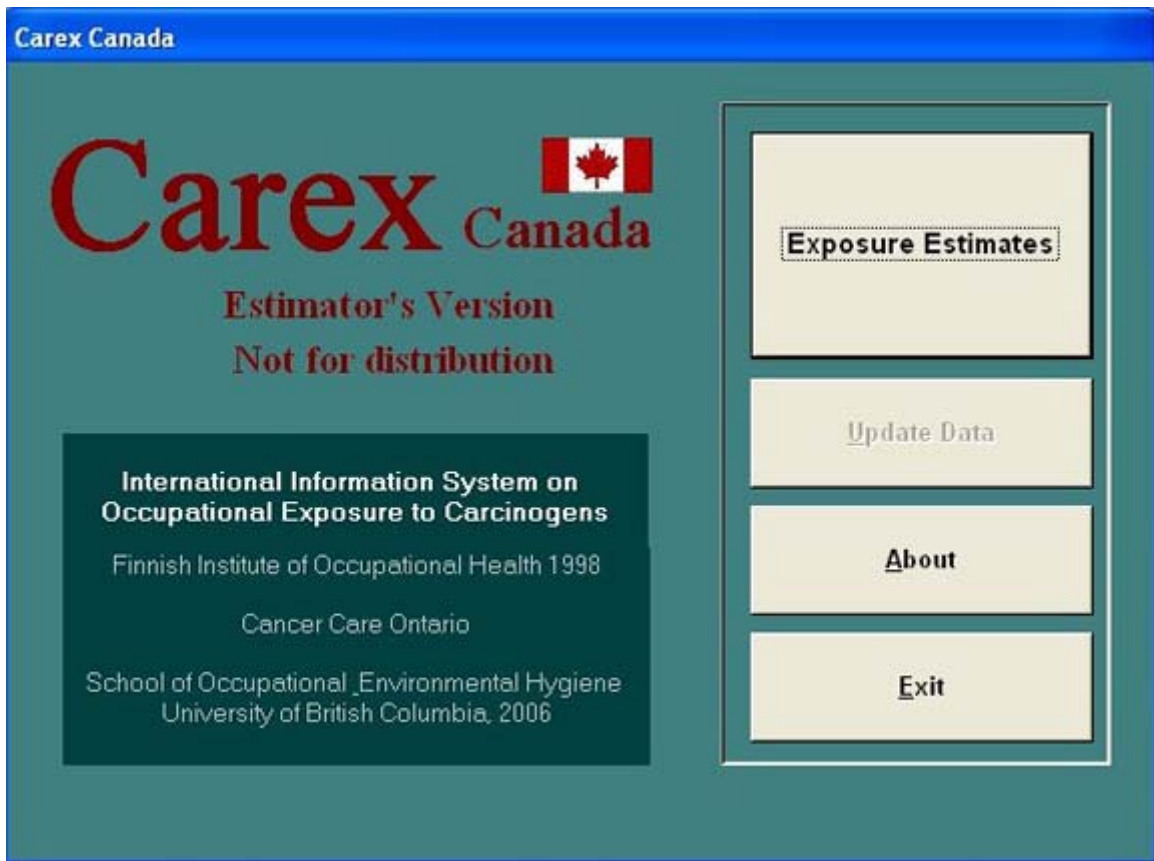 Carex Canada
Carex Canada
Estimator's Version
Not for distribution
International Information System on
Occupational Exposure to Carcinogens
Finnish Institute of Occupational Health 1998
Cancer Care Ontario
School of Occupational _Environmental Hygiene
University of British Columbia, 2006
Exposure Estimates
Update Data
About
Exit